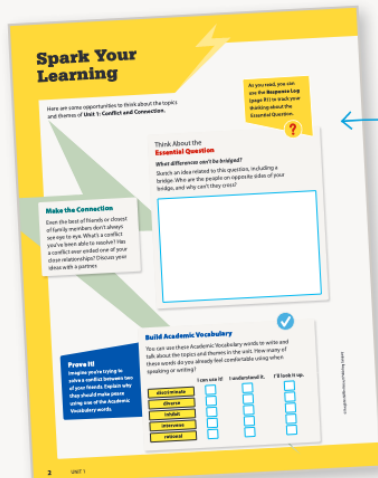 Spark Your
Learning
Here are some opportunities to think about the topics
and themes of Unit 1: Conflict and Connection.
As you read, you can
use the Response Log
(page R1) to track your
thinking about the
Essential Question.
?
Think About the
Essential Question
What differences can't be bridged?
Sketch an idea related to this question, including a
bridge. Who are the people on opposite sides of your
bridge, and why can't they cross?
Make the Connection
Even the best of friends or closest
of family members don't always
see eye to eye. What's a conflict
you've been able to resolve? Has
a conflict ever united one of your
close relationships? Discuss your
ideas with a partner.
Build Academic Vocabulary
You can use these Academic Vocabulary words to write and
talk about the topics and themes in the unit. How many of
these words do you already feel comfortable using when
speaking or writing?
I can use it!
I understand it.
I'll look it up.
discriminate
diverse
inhibit
intervene
rational
Prove It!
Imagine you're trying to
solve a conflict between two
of your friends. Explain why
they should make peace
using one of the Academic
Vocabulary words.
2
UNIT 1